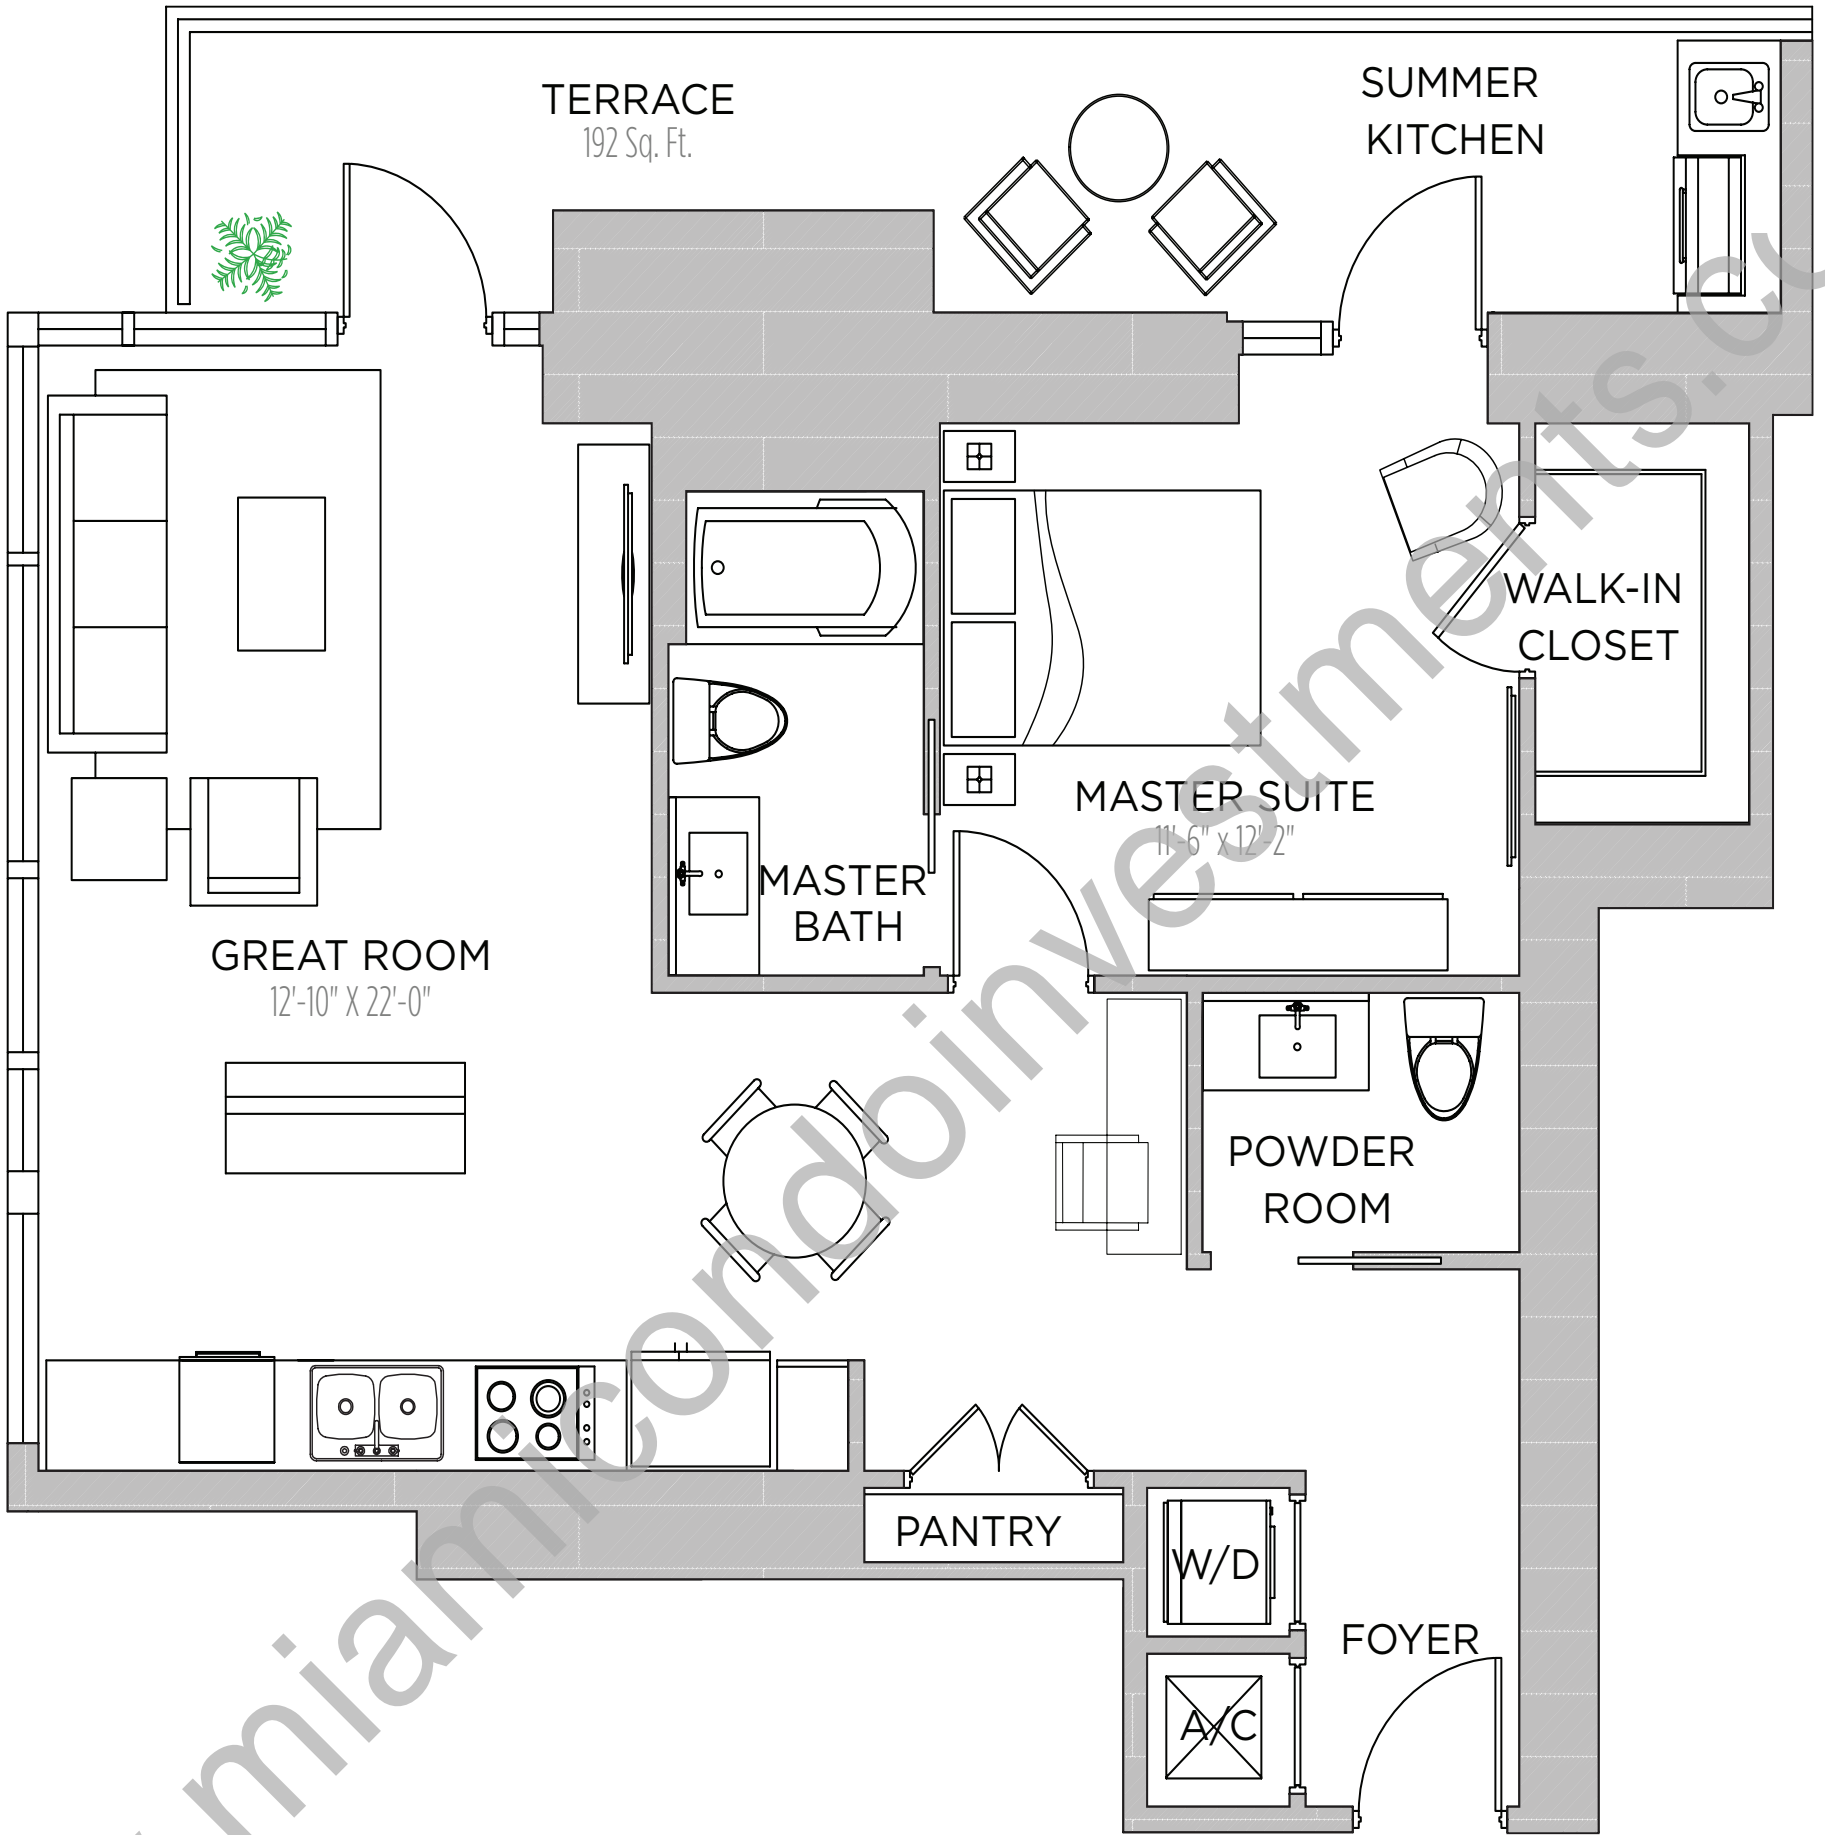 TERRACE
192 Sq. Ft.
SUMMER
KITCHEN
WALK-IN
CLOSET
MASTER SUITE
11'-6" x 12'-2"
MASTER
BATH
GREAT ROOM
12'-10" X 22'-0"
POWDER
ROOM
PANTRY
W/D
FOYER
A/C
miamicondoinvestments.co